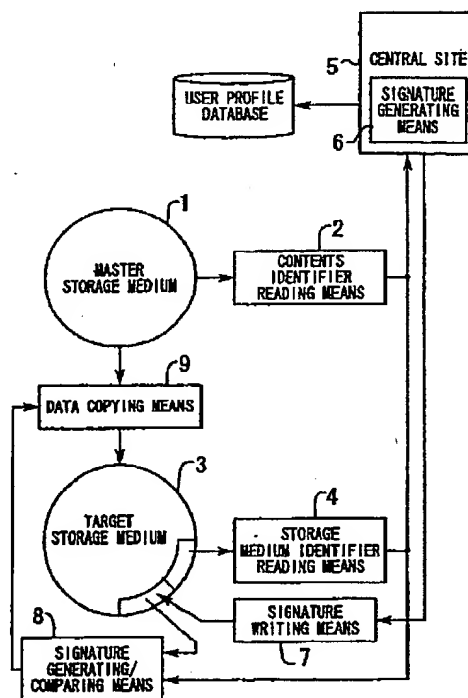 5
CENTRAL SITE
SIGNATURE
GENERATING
MEANS
6
USER PROFILE
DATABASE
1
MASTER
STORAGE MEDIUM
2
CONTENTS
IDENTIFIER
READING MEANS
9
DATA COPYING MEANS
3
TARGET
STORAGE MEDIUM
4
STORAGE
MEDIUM IDENTIFIER
READING MEANS
SIGNATURE
WRITING MEANS
7
8
SIGNATURE
GENERATING/
COMPARING MEANS